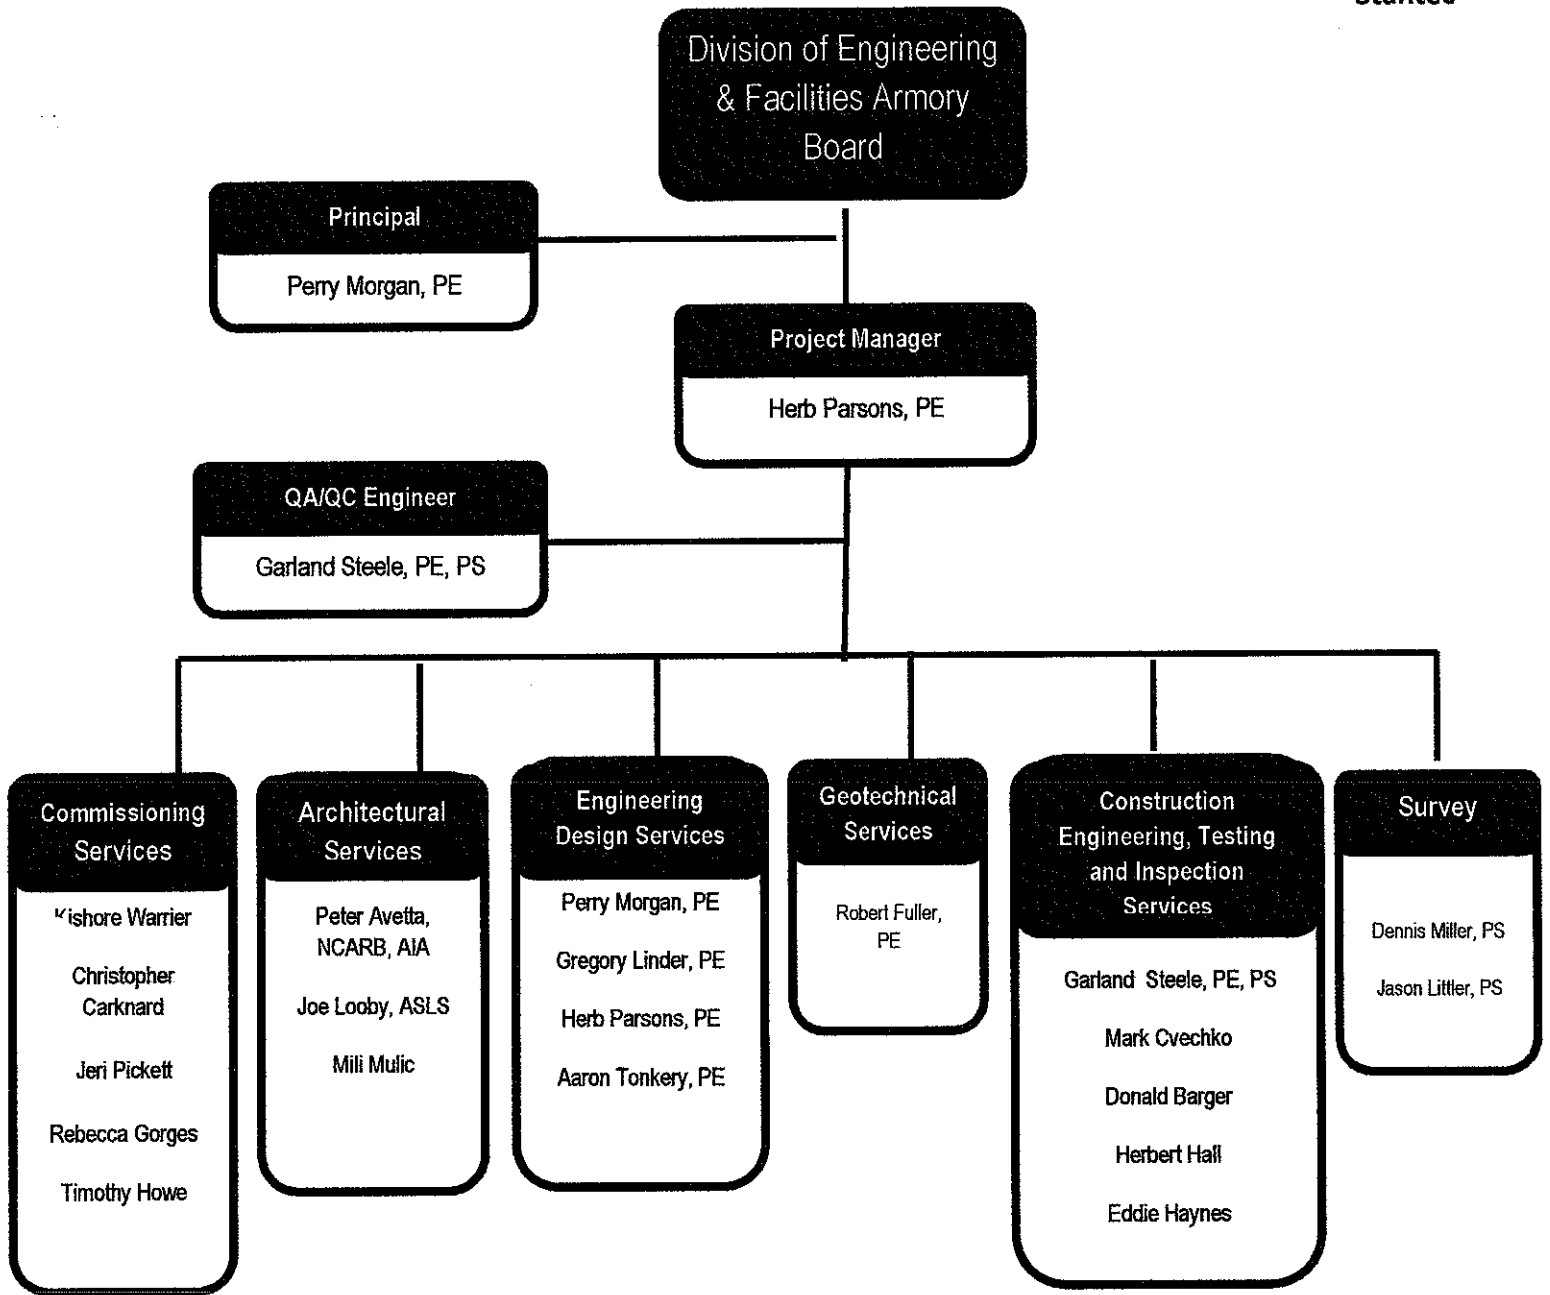 Division of Engineering
& Facilities Armory
Board
Principal
Perry Morgan, PE
Project Manager
Herb Parsons, PE
QA/QC Engineer
Garland Steele, PE, PS
Commissioning
Services
Kishore Warrier
Christopher
Carknard
Jeri Pickett
Rebecca Gorges
Timothy Howe
Architectural
Services
Peter Avetta,
NCARB, AIA
Joe Looby, ASLS
Mili Mulic
Engineering
Design Services
Perry Morgan, PE
Gregory Linder, PE
Herb Parsons, PE
Aaron Tonkery, PE
Geotechnical
Services
Robert Fuller,
PE
Construction
Engineering, Testing
and Inspection
Services
Garland Steele, PE, PS
Mark Cvechko
Donald Barger
Herbert Hall
Eddie Haynes
Survey
Dennis Miller, PS
Jason Littler, PS